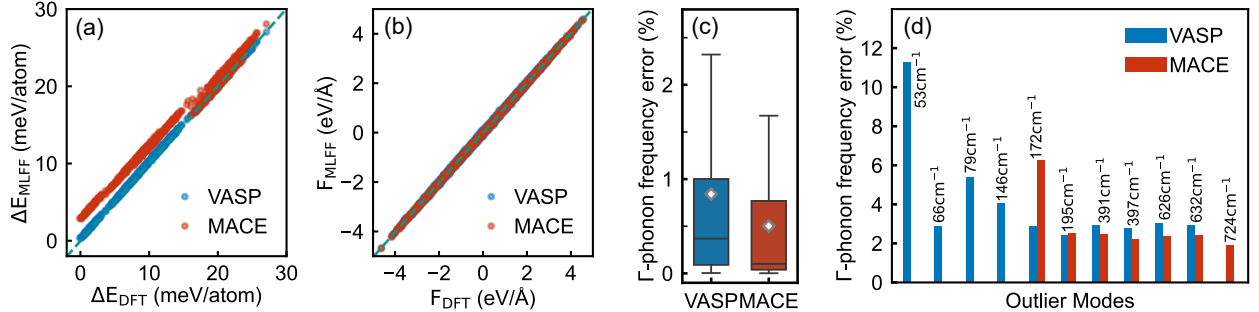 (a)
ΔE_MLFF (meV/atom)
30
20
10
0
VASP
MACE
0
10
20
30
ΔE_DFT (meV/atom)
(b)
F_MLFF (eV/Å)
4
2
0
−2
−4
VASP
MACE
−4
−2
0
2
4
F_DFT (eV/Å)
(c)
Γ-phonon frequency error (%)
2
1
0
VASP
MACE
(d)
Γ-phonon frequency error (%)
12
10
8
6
4
2
0
VASP
MACE
53cm⁻¹
66cm⁻¹
79cm⁻¹
146cm⁻¹
172cm⁻¹
195cm⁻¹
391cm⁻¹
397cm⁻¹
626cm⁻¹
632cm⁻¹
724cm⁻¹
Outlier Modes